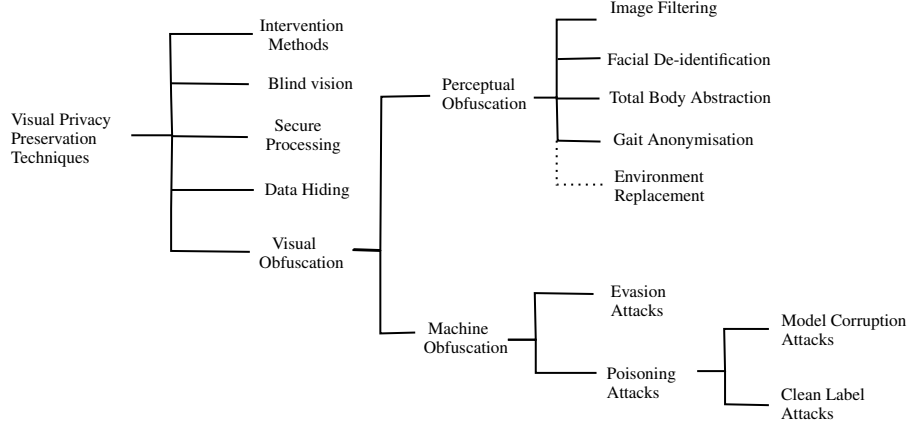 Visual Privacy
Preservation
Techniques
Intervention
Methods
Blind vision
Secure
Processing
Data Hiding
Visual
Obfuscation
Perceptual
Obfuscation
Image Filtering
Facial De-identification
Total Body Abstraction
Gait Anonymisation
Environment
Replacement
Machine
Obfuscation
Evasion
Attacks
Poisoning
Attacks
Model Corruption
Attacks
Clean Label
Attacks